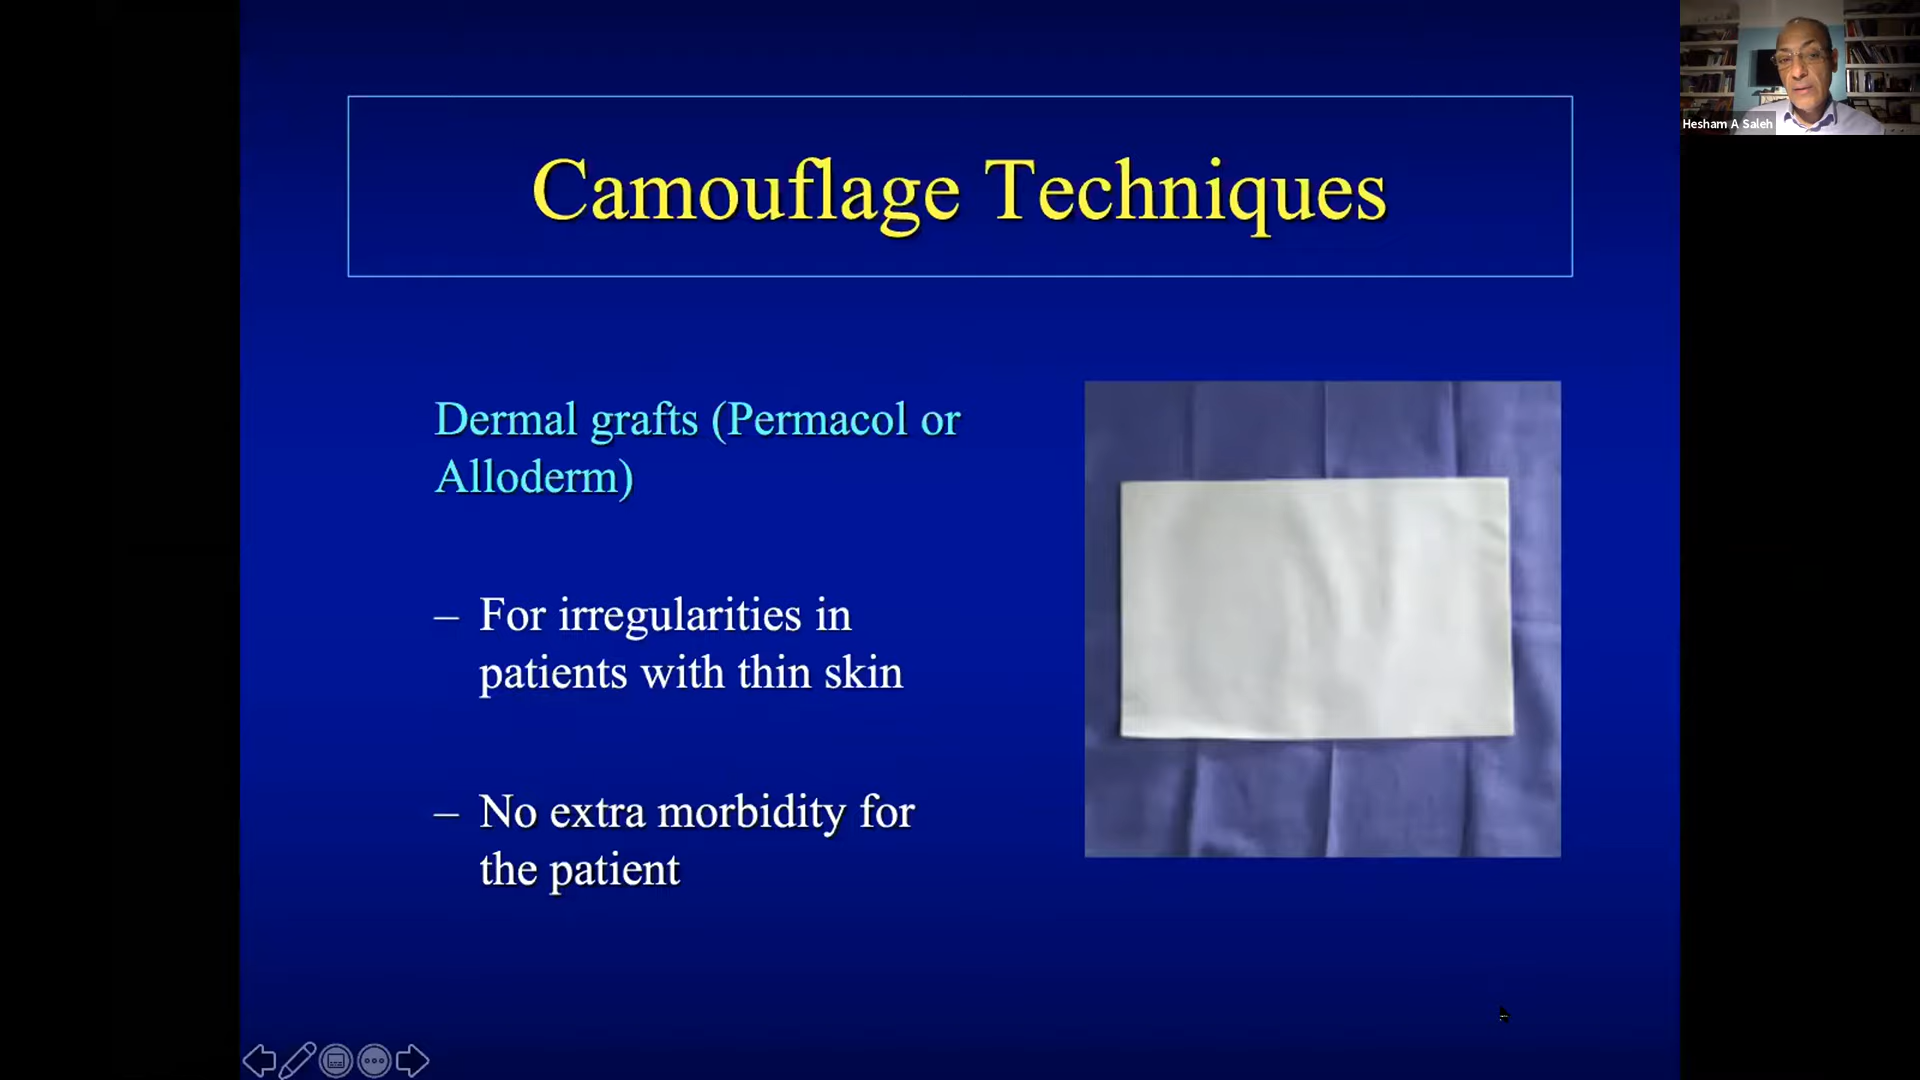 Camouflage Techniques
Hesham A Saleh
Dermal grafts (Permacol or
Alloderm)
– For irregularities in
patients with thin skin
– No extra morbidity for
the patient